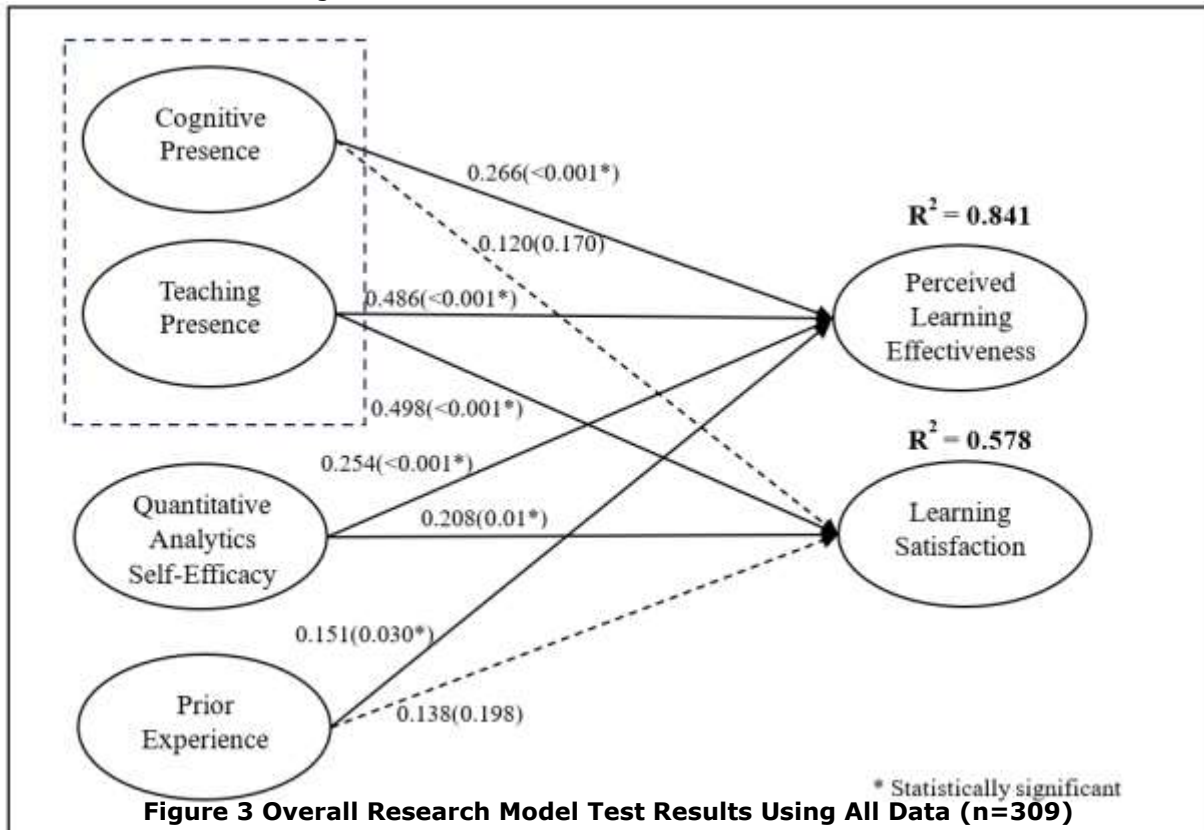 Cognitive
Presence
0.266(<0.001*)
R² = 0.841
0.120(0.170)
Teaching
Presence
0.486(<0.001*)
Perceived
Learning
Effectiveness
0.498(<0.001*)
R² = 0.578
0.254(<0.001*)
Quantitative
Analytics
Self-Efficacy
0.208(0.01*)
Learning
Satisfaction
0.151(0.030*)
Prior
Experience
0.138(0.198)
* Statistically significant
Figure 3 Overall Research Model Test Results Using All Data (n=309)